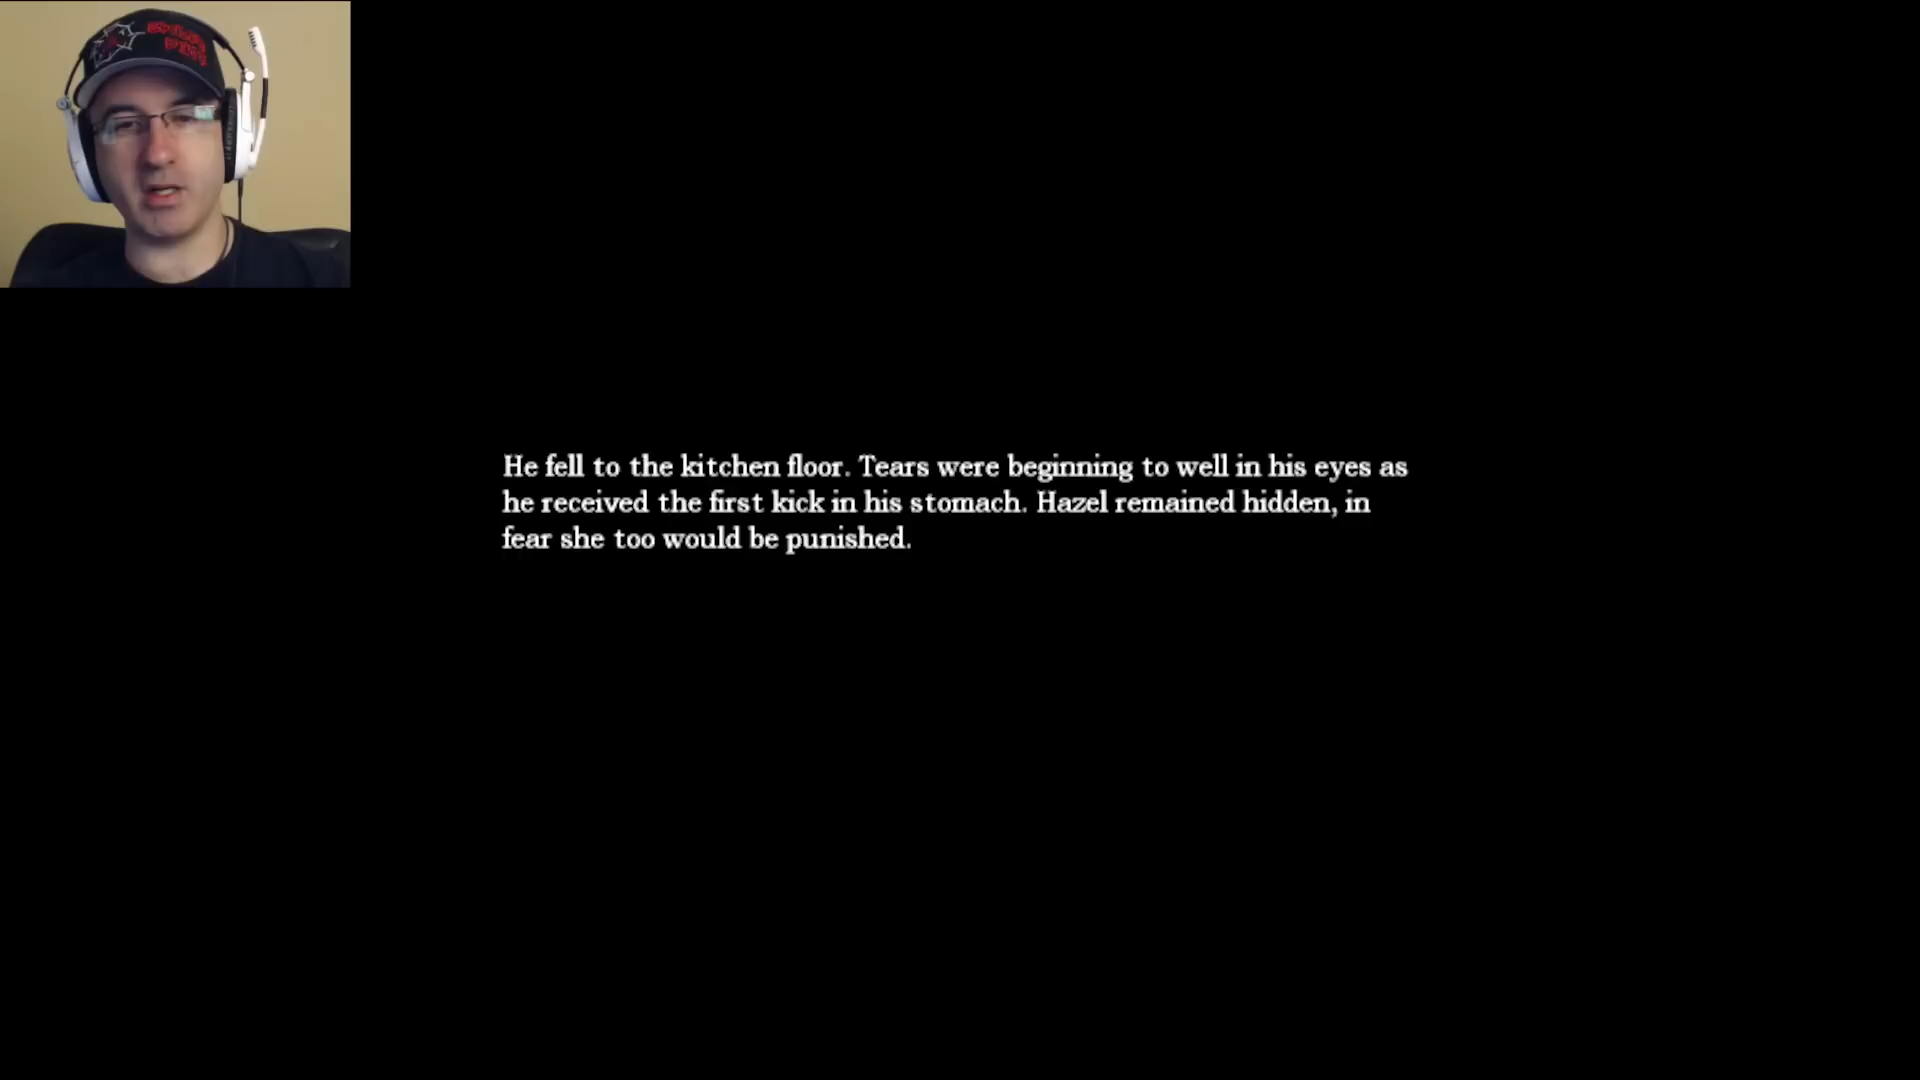 He fell to the kitchen floor. Tears were beginning to well in his eyes as
he received the first kick in his stomach. Hazel remained hidden, in
fear she too would be punished.